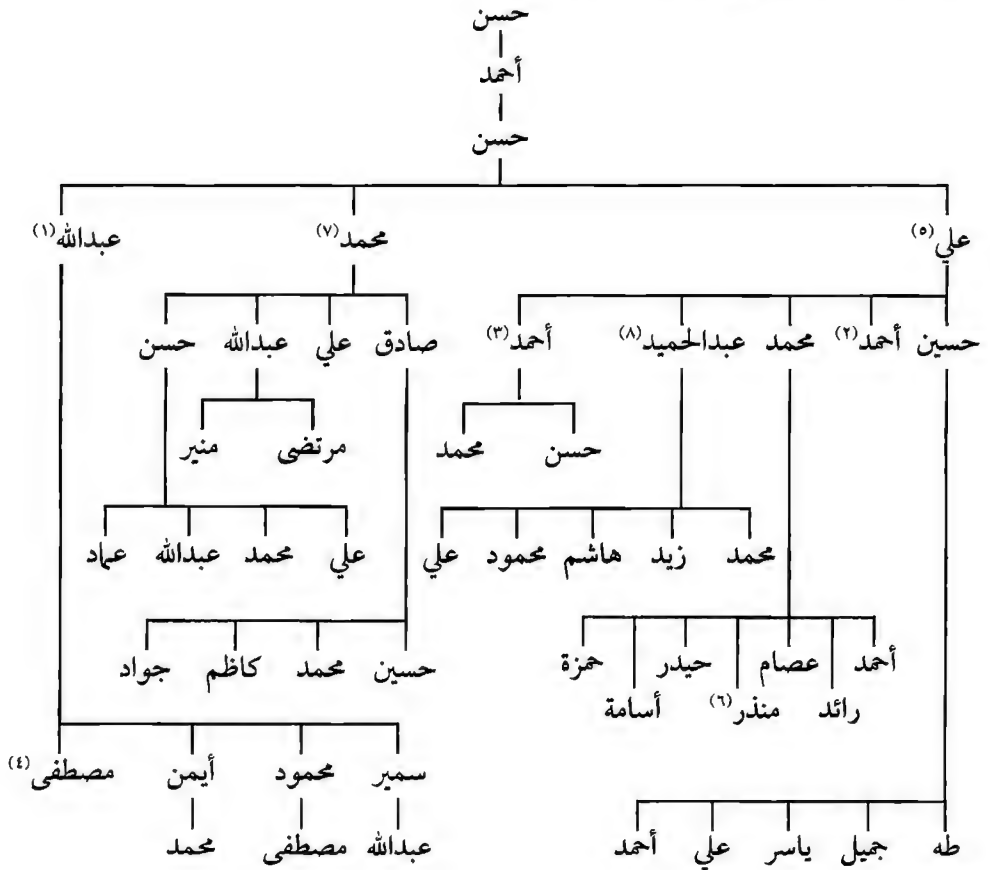 حسن
أحمد
حسن
علي(٥) محمد(٧) عبدالله(١)
حسين أحمد(٢) محمد عبدالحميد(٨) أحمد(٣) صادق علي عبدالله حسن
حسن محمد مرتضى منير
محمد زيد هاشم محمود علي علي محمد عبدالله عماد
أحمد عصام حيدر حمزة حسين محمد كاظم جواد
رائد منذر(٦) أسامة
سمير محمود أيمن مصطفى(٤)
طه جميل ياسر علي أحمد عبدالله مصطفى محمد